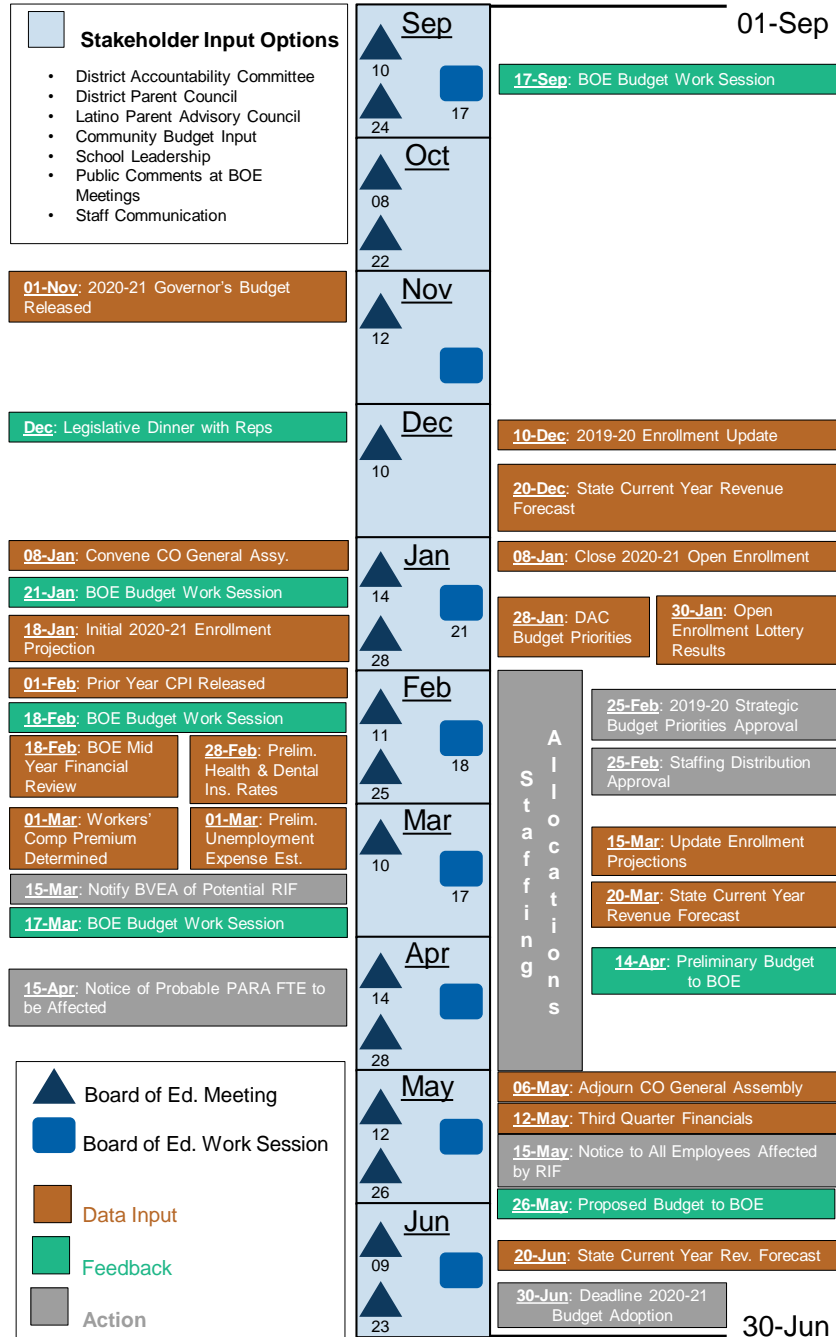 Stakeholder Input Options
• District Accountability Committee
• District Parent Council
• Latino Parent Advisory Council
• Community Budget Input
• School Leadership
• Public Comments at BOE
Meetings
• Staff Communication
01-Sep
Sep
10
24
17
17-Sep: BOE Budget Work Session
Oct
08
22
01-Nov: 2020-21 Governor's Budget
Released
Nov
12
Dec: Legislative Dinner with Reps
Dec
10
10-Dec: 2019-20 Enrollment Update
20-Dec: State Current Year Revenue
Forecast
08-Jan: Convene CO General Assy.
21-Jan: BOE Budget Work Session
18-Jan: Initial 2020-21 Enrollment
Projection
Jan
14
28
21
08-Jan: Close 2020-21 Open Enrollment
28-Jan: DAC
Budget Priorities
30-Jan: Open
Enrollment Lottery
Results
01-Feb: Prior Year CPI Released
18-Feb: BOE Budget Work Session
18-Feb: BOE Mid
Year Financial
Review
28-Feb: Prelim.
Health & Dental
Ins. Rates
Feb
11
25
18
Staffing
Allocations
25-Feb: 2019-20 Strategic
Budget Priorities Approval
25-Feb: Staffing Distribution
Approval
01-Mar: Workers'
Comp Premium
Determined
01-Mar: Prelim.
Unemployment
Expense Est.
15-Mar: Notify BVEA of Potential RIF
17-Mar: BOE Budget Work Session
Mar
10
17
15-Mar: Update Enrollment
Projections
20-Mar: State Current Year
Revenue Forecast
15-Apr: Notice of Probable PARA FTE to
be Affected
Apr
14
28
14-Apr: Preliminary Budget
to BOE
May
12
26
06-May: Adjourn CO General Assembly
12-May: Third Quarter Financials
15-May: Notice to All Employees Affected
by RIF
26-May: Proposed Budget to BOE
Jun
09
23
20-Jun: State Current Year Rev. Forecast
30-Jun: Deadline 2020-21
Budget Adoption
30-Jun
Board of Ed. Meeting
Board of Ed. Work Session
Data Input
Feedback
Action